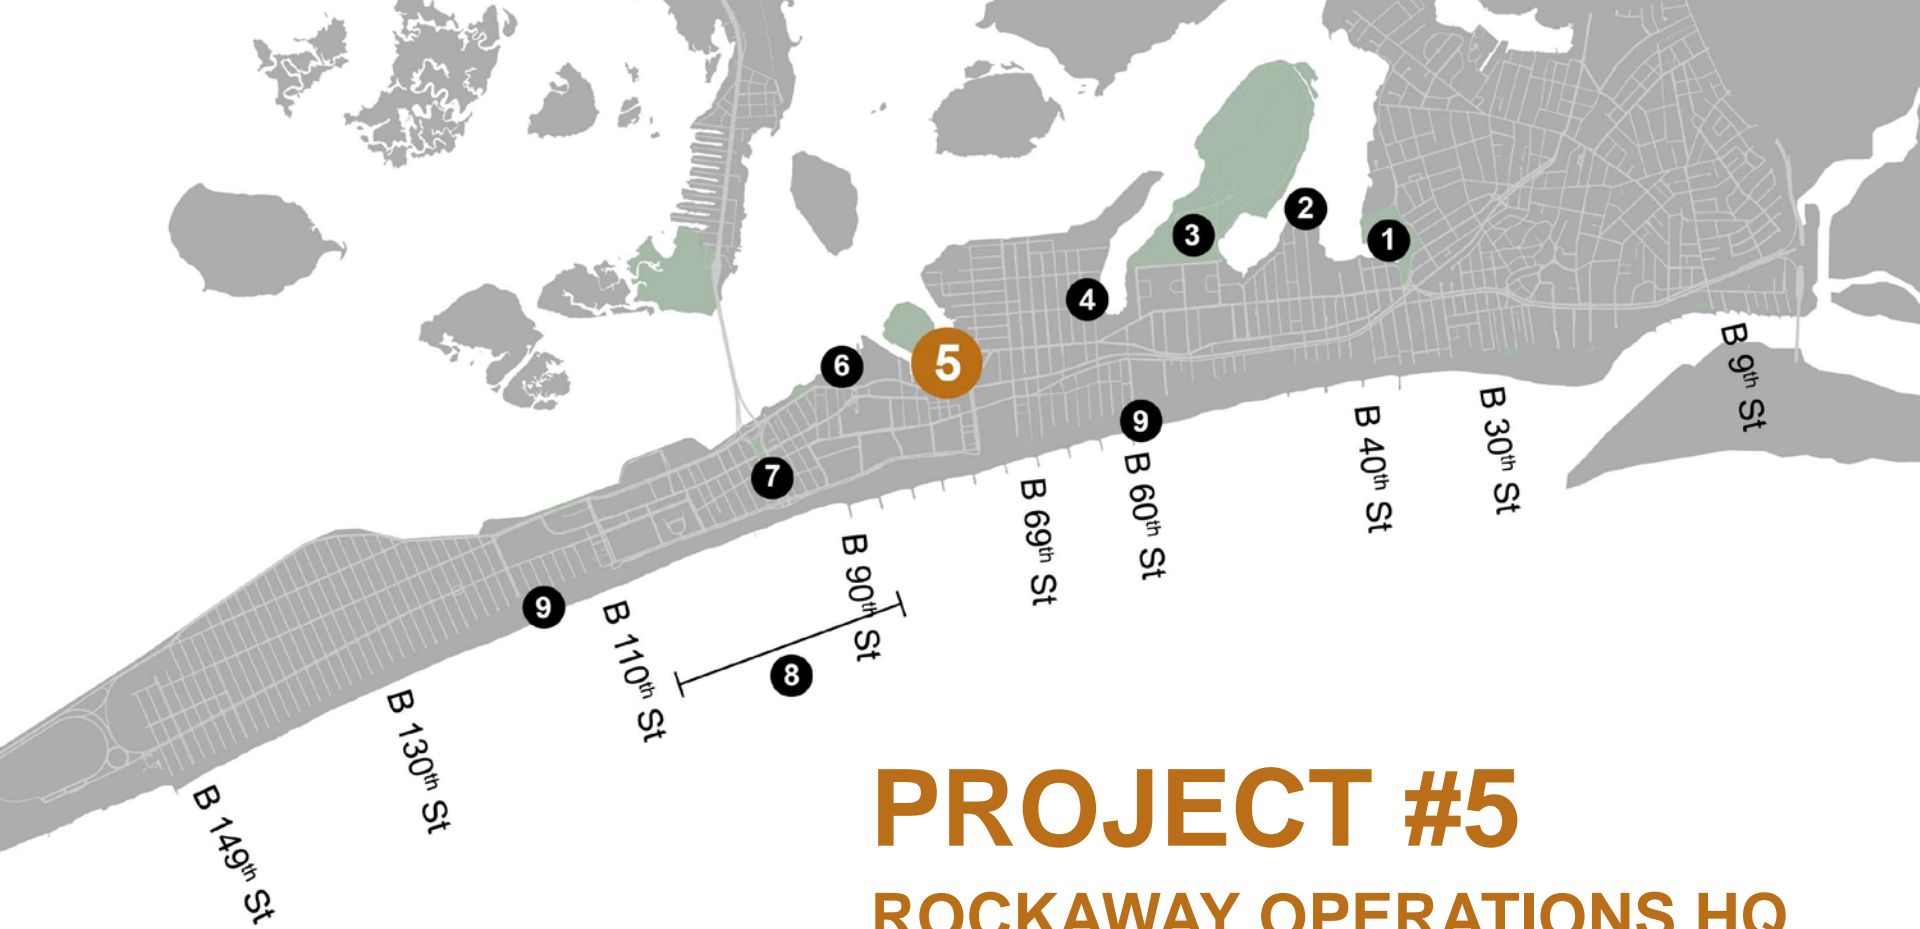 2
1
3
4
5
6
9
7
9
8
B 9th St
B 30th St
B 40th St
B 60th St
B 69th St
B 90th St
B 110th St
B 130th St
B 149th St
PROJECT #5
ROCKAWAY OPERATIONS HQ